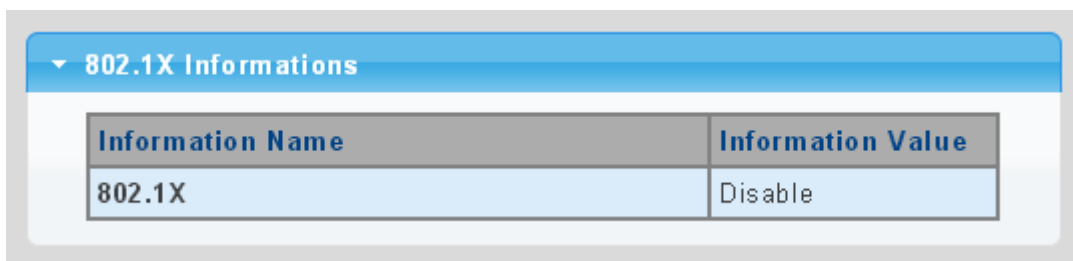 802.1X Informations
Information Name Information Value
802.1X Disable